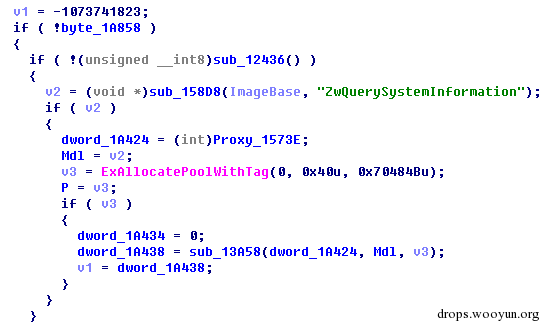 v1 = -1073741823;
if ( !byte_1A858 )
{
if ( !(unsigned __int8)sub_12436() )
{
v2 = (void *)sub_158D8(ImageBase, "ZwQuerySystemInformation");
if ( v2 )
{
dword_1A424 = (int)Proxy_1573E;
Mdl = v2;
v3 = ExAllocatePoolWithTag(0, 0x40u, 0x70484Bu);
P = v3;
if ( v3 )
{
dword_1A434 = 0;
dword_1A438 = sub_13A58(dword_1A424, Mdl, v3);
v1 = dword_1A438;
}
}
}
drops.wooyun.org